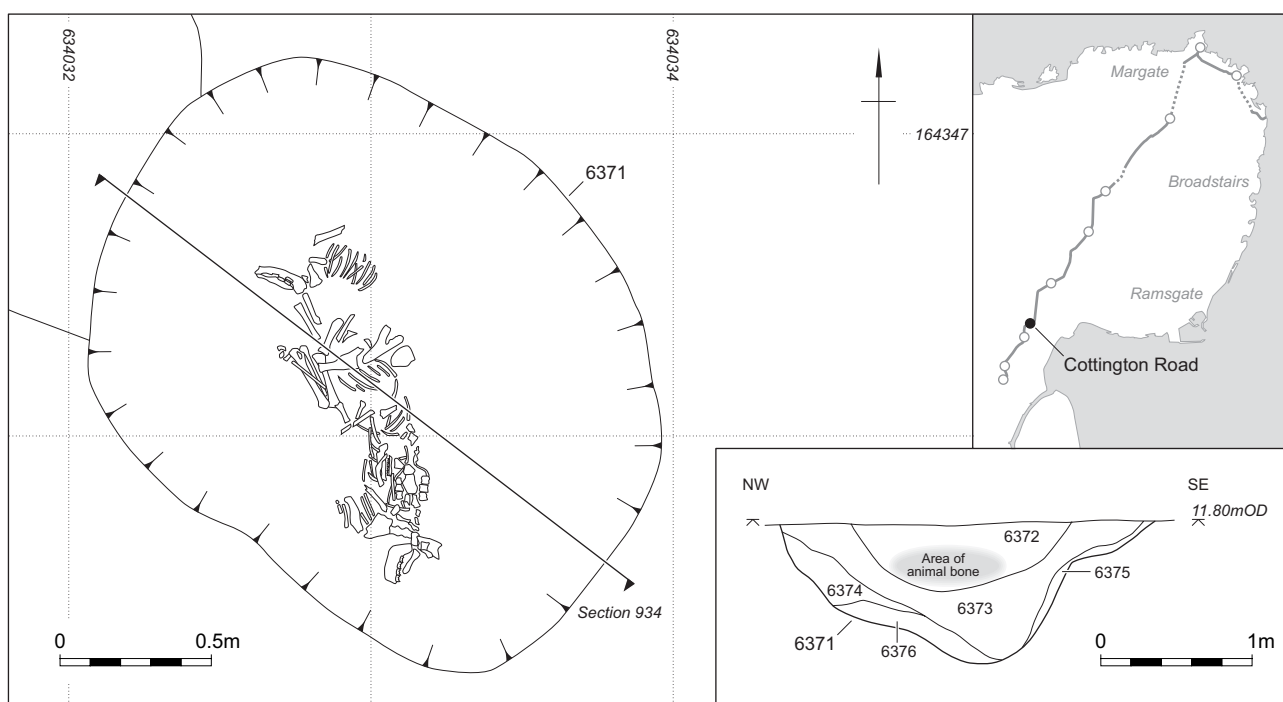 634032
634034
164347
6371
Section 934
0
0.5m
Margate
Broadstairs
Ramsgate
Cottington Road
NW
SE
11.80mOD
6372
Area of
animal bone
6375
6374
6373
6371
6376
0
1m